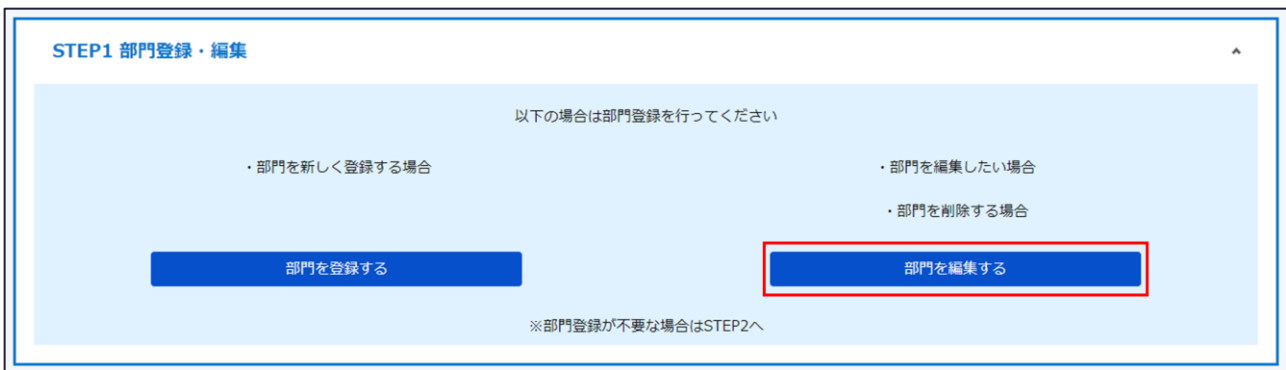 STEP1 部門登録・編集
以下の場合は部門登録を行ってください
・部門を新しく登録する場合
・部門を編集したい場合
・部門を削除する場合
部門を登録する
部門を編集する
※部門登録が不要な場合はSTEP2へ